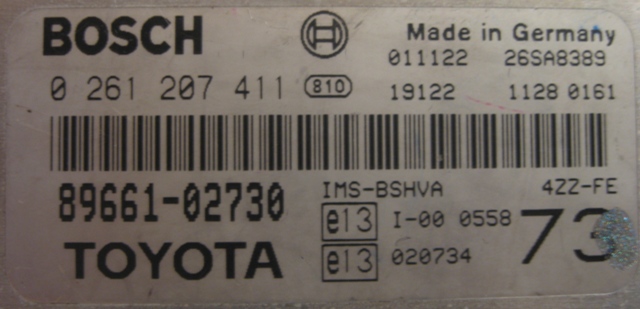 BOSCH Made in Germany
011122 26SA8389
0 261 207 411 810 19122 1128 0161
89661-02730 IMS-BSHVA 4ZZ-FE
e13 I-00 0558 73
TOYOTA e13 020734